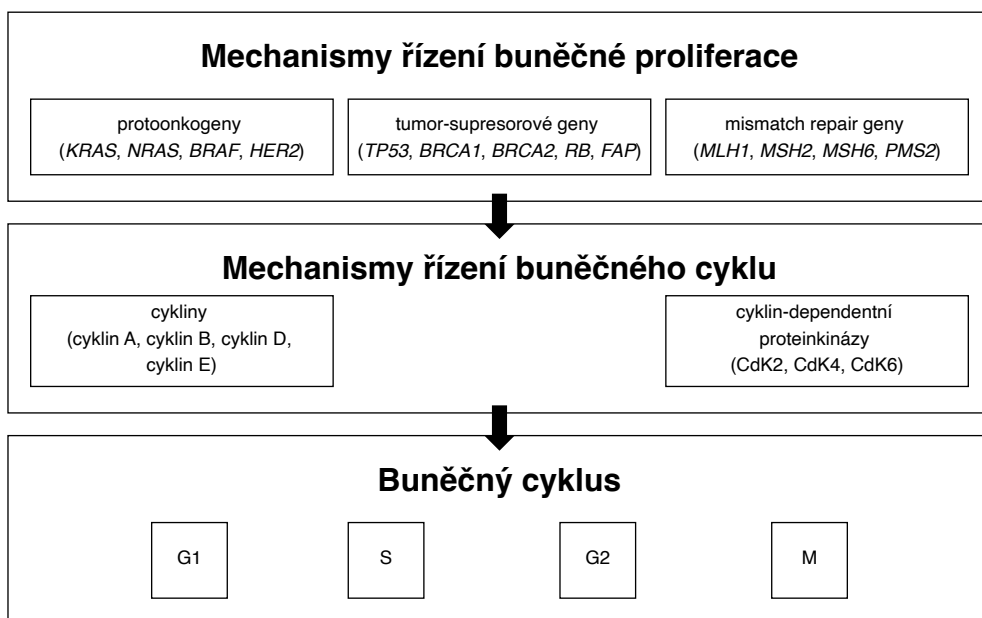 Mechanismy řízení buněčné proliferace
protoonkogeny
(KRAS, NRAS, BRAF, HER2)
tumor-supresorové geny
(TP53, BRCA1, BRCA2, RB, FAP)
mismatch repair geny
(MLH1, MSH2, MSH6, PMS2)
Mechanismy řízení buněčného cyklu
cykliny
(cyklin A, cyklin B, cyklin D,
cyklin E)
cyklin-dependentní
proteinkinázy
(CdK2, CdK4, CdK6)
Buněčný cyklus
G1
S
G2
M